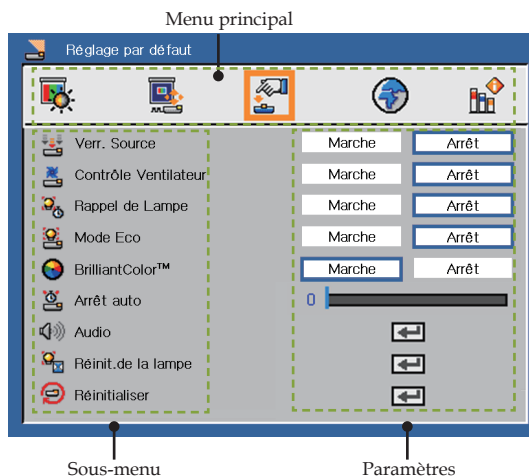 Menu principal
Réglage par défaut
Verr. Source Marche Arrêt
Contrôle Ventilateur Marche Arrêt
Rappel de Lampe Marche Arrêt
Mode Eco Marche Arrêt
BrilliantColor™ Marche Arrêt
Arrêt auto 0
Audio
Réinit.de la lampe
Réinitialiser
Sous-menu Paramètres